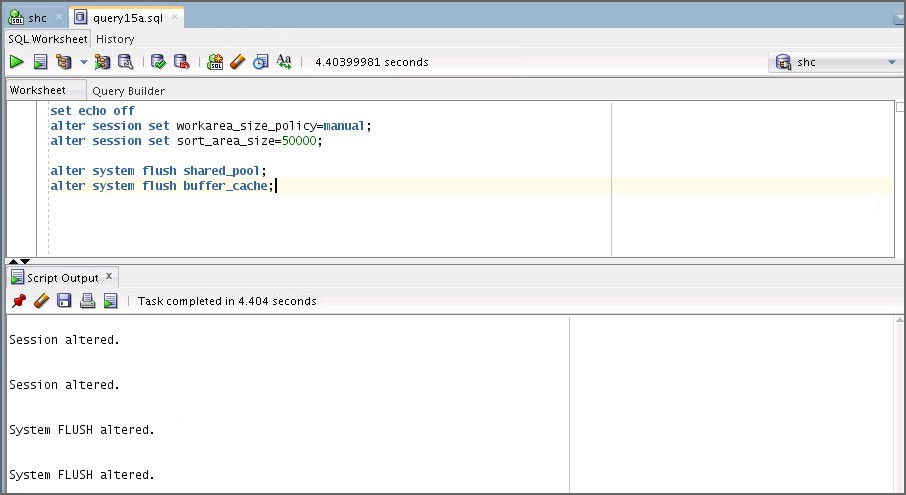 shc
query15a.sql
SQL Worksheet History
4.40399981 seconds
shc
Worksheet Query Builder
set echo off
alter session set workarea_size_policy=manual;
alter session set sort_area_size=50000;
alter system flush shared_pool;
alter system flush buffer_cache;
Script Output
Task completed in 4.404 seconds
Session altered.
Session altered.
System FLUSH altered.
System FLUSH altered.